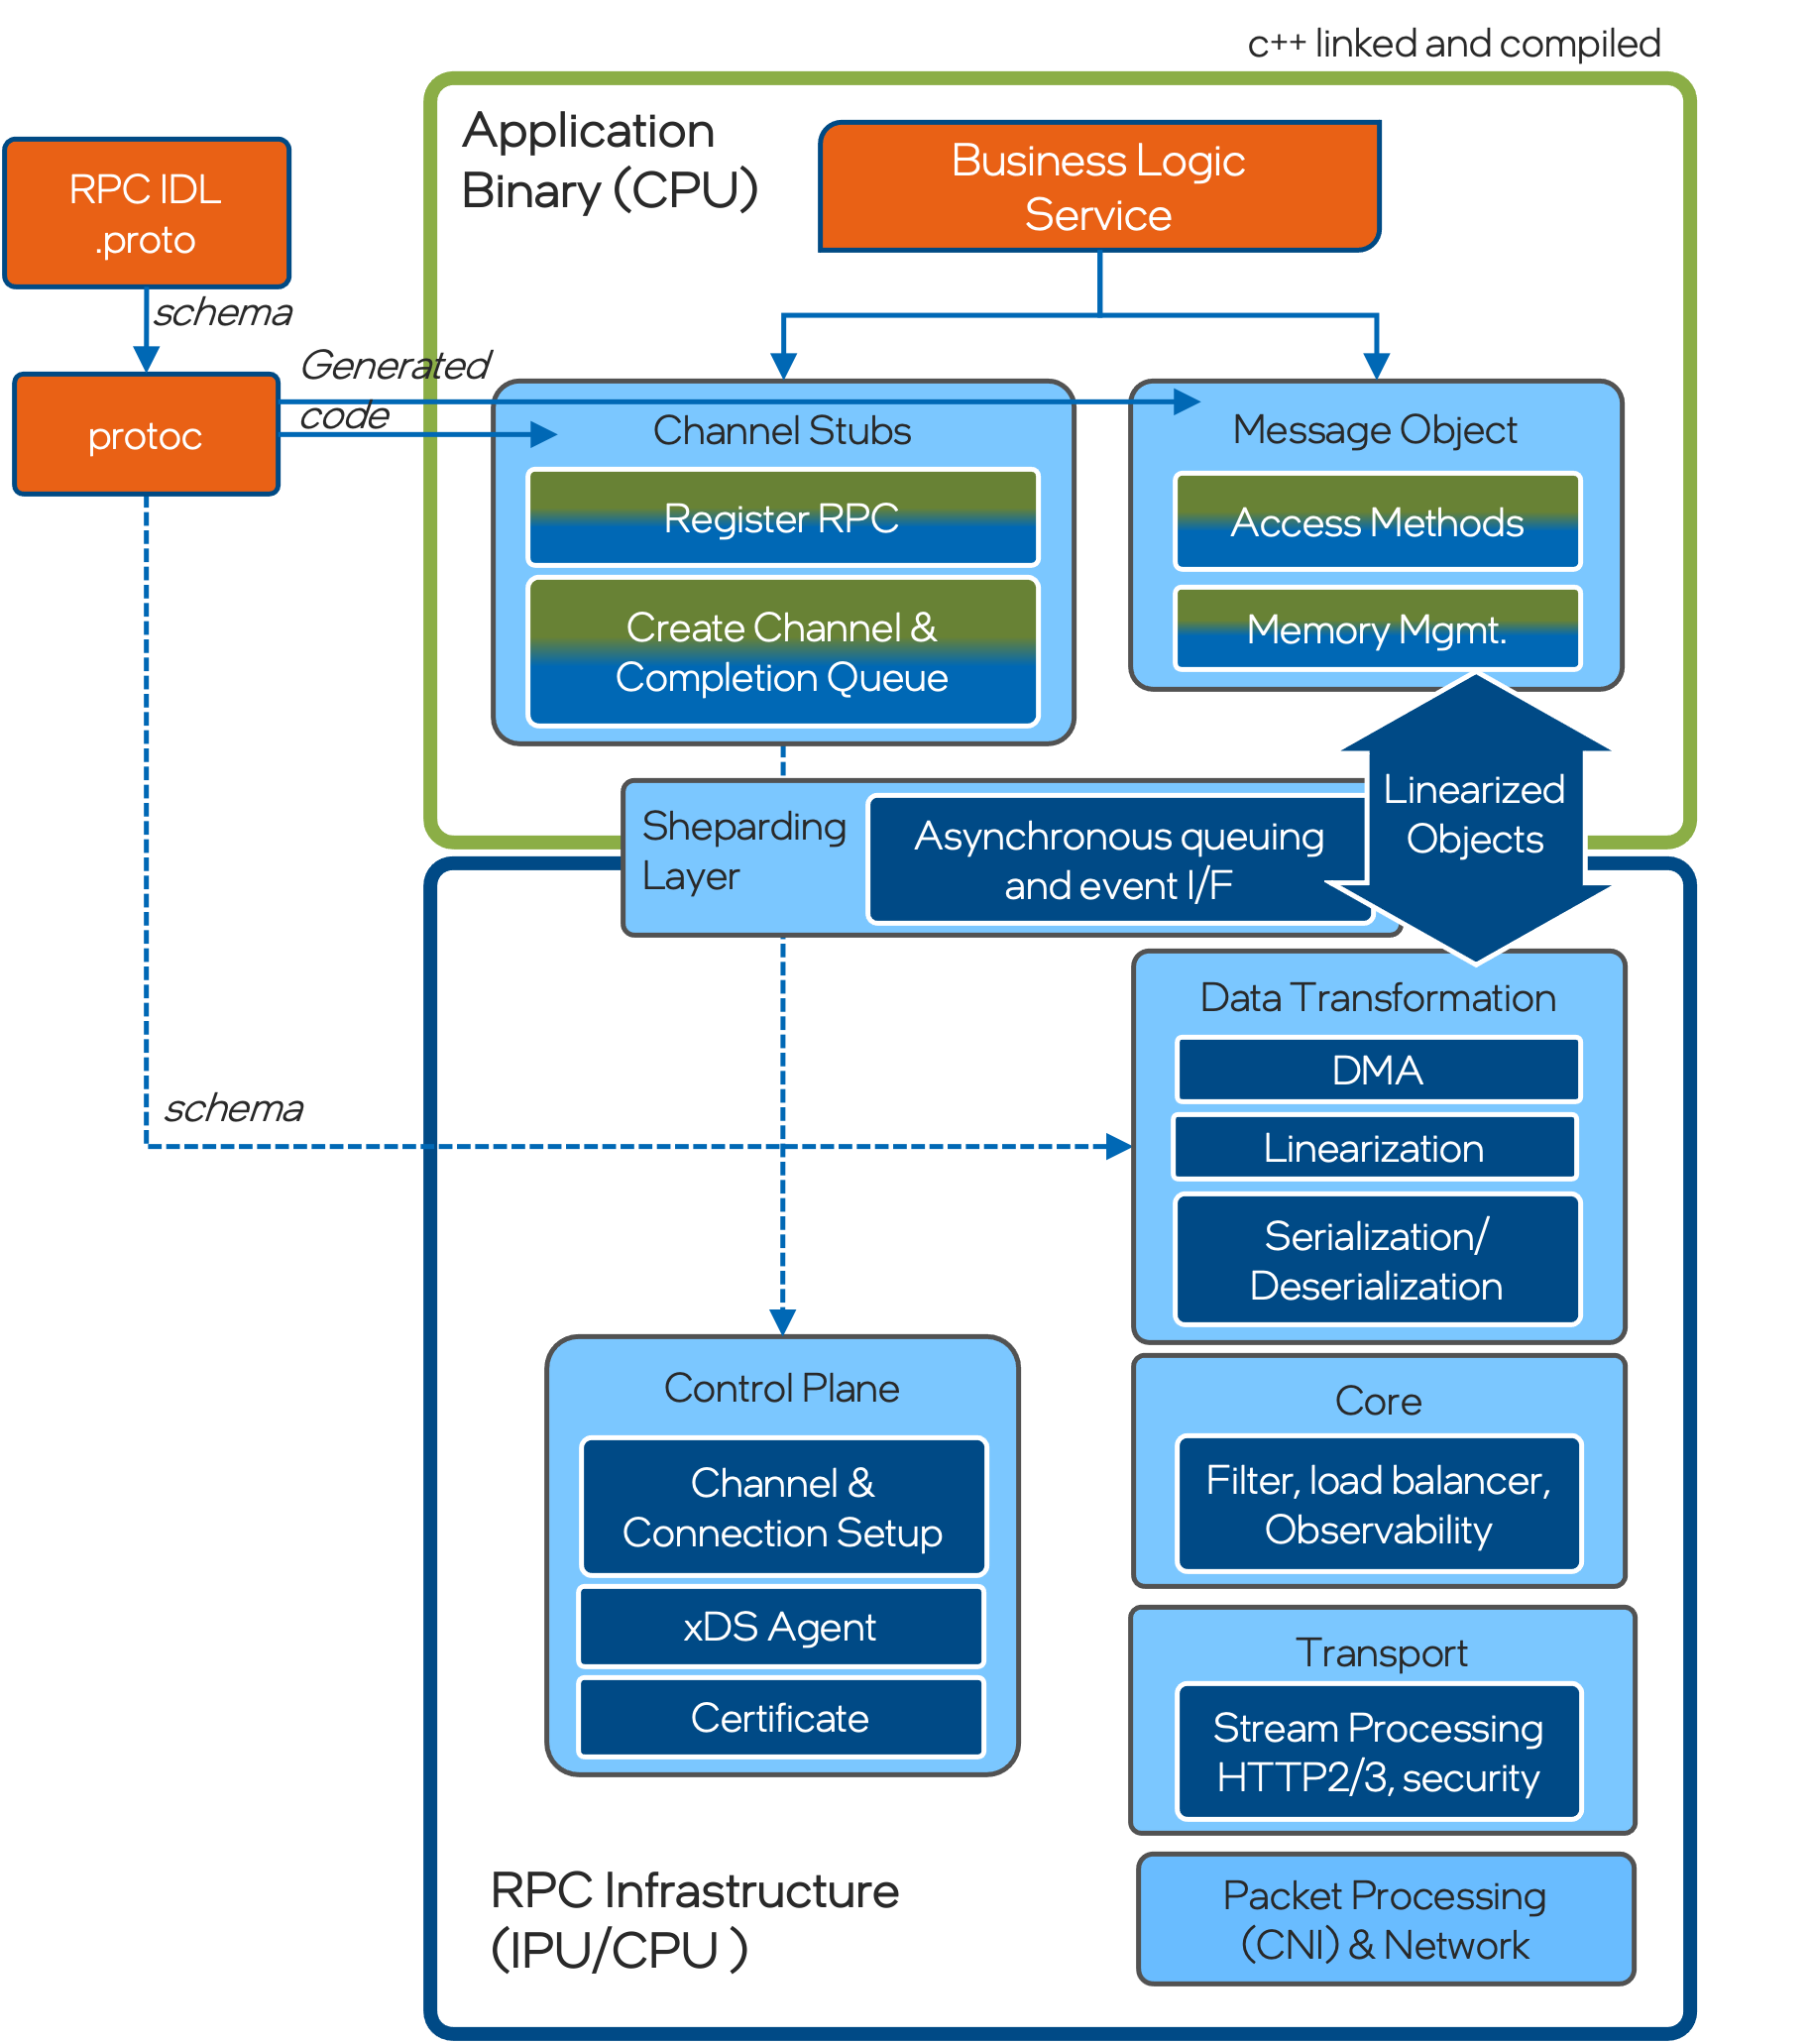 c++ linked and compiled
Application
Binary (CPU)
Business Logic
Service
RPC IDL
.proto
schema
Generated
code
protoc
Channel Stubs
Register RPC
Create Channel &
Completion Queue
Message Object
Access Methods
Memory Mgmt.
Linearized
Objects
Sheparding
Layer
Asynchronous queuing
and event I/F
Data Transformation
DMA
Linearization
Serialization/
Deserialization
schema
Control Plane
Channel &
Connection Setup
xDS Agent
Certificate
Core
Filter, load balancer,
Observability
Transport
Stream Processing
HTTP2/3, security
RPC Infrastructure
(IPU/CPU )
Packet Processing
(CNI) & Network